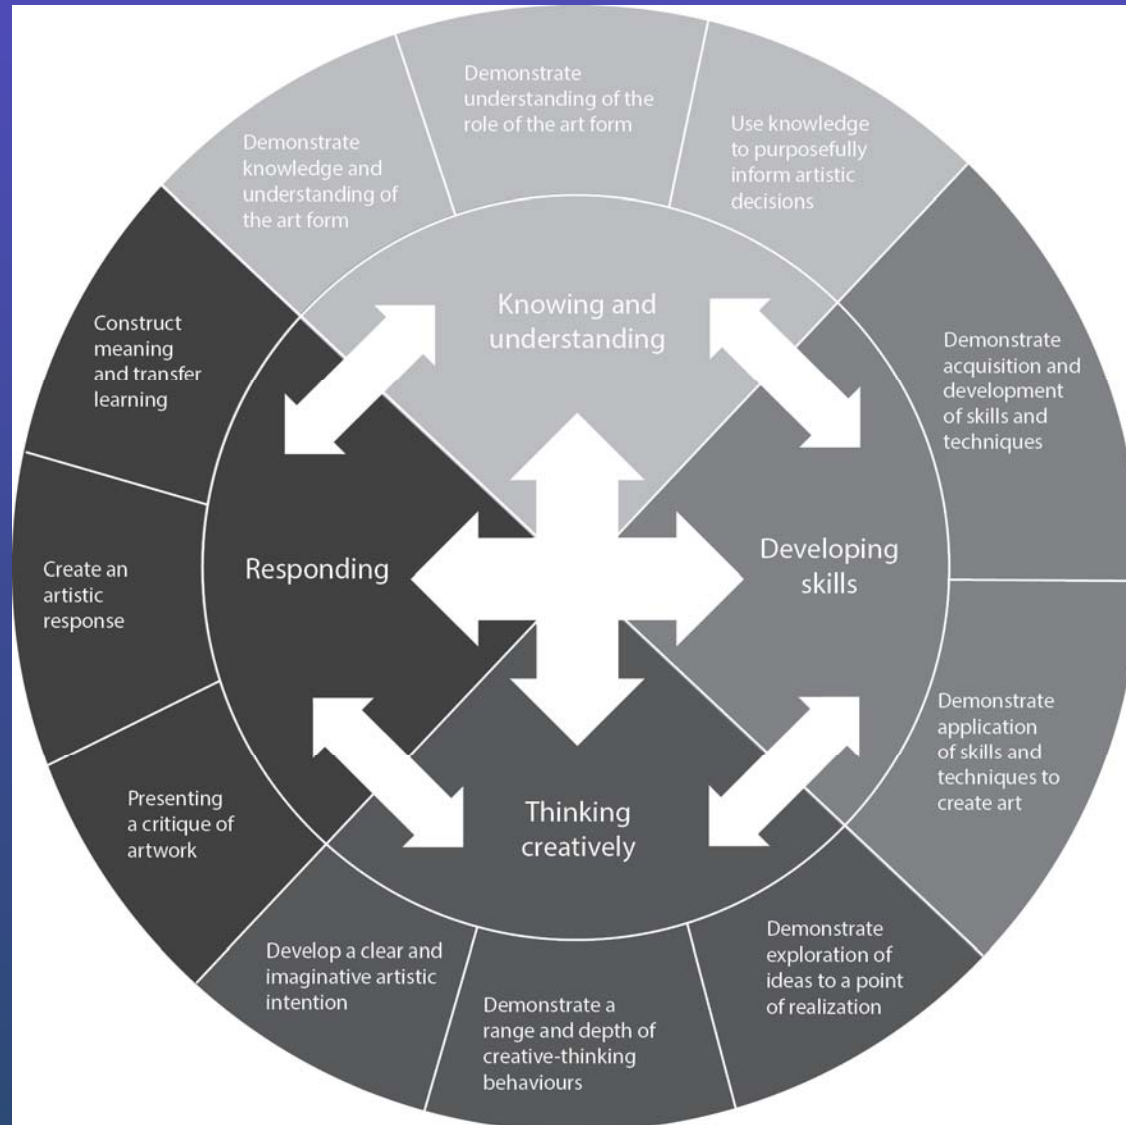 Demonstrate
understanding of the
role of the art form
Use knowledge
to purposefully
inform artistic
decisions
Demonstrate
knowledge and
understanding of
the art form
Knowing and
understanding
Construct
meaning
and transfer
learning
Demonstrate
acquisition and
development
of skills and
techniques
Create an
artistic
response
Responding
Developing
skills
Presenting
a critique of
artwork
Demonstrate
application
of skills and
techniques to
create art
Thinking
creatively
Develop a clear and
imaginative artistic
intention
Demonstrate a
range and depth of
creative-thinking
behaviours
Demonstrate
exploration of
ideas to a point
of realization